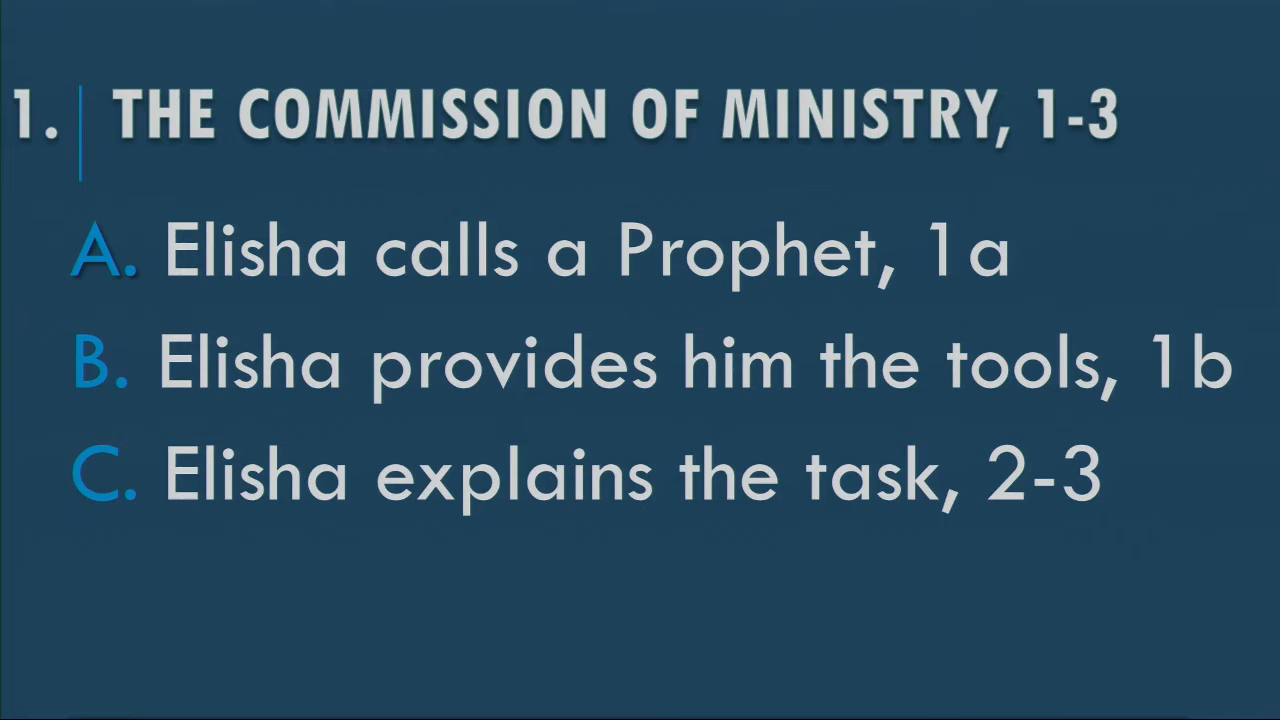 1. THE COMMISSION OF MINISTRY, 1-3
A. Elisha calls a Prophet, 1a
B. Elisha provides him the tools, 1b
C. Elisha explains the task, 2-3